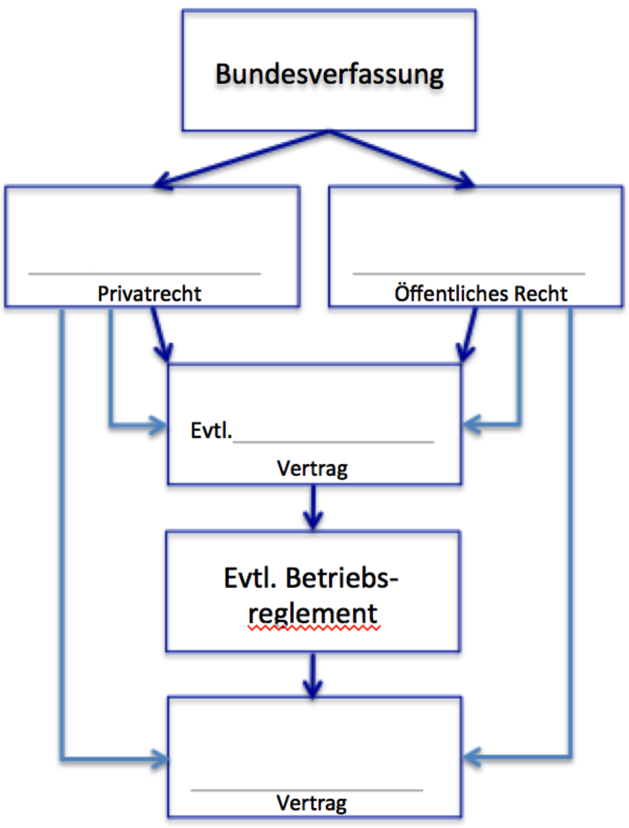 Bundesverfassung
Privatrecht
Öffentliches Recht
Evtl.
Vertrag
Evtl. Betriebs-
reglement
Vertrag